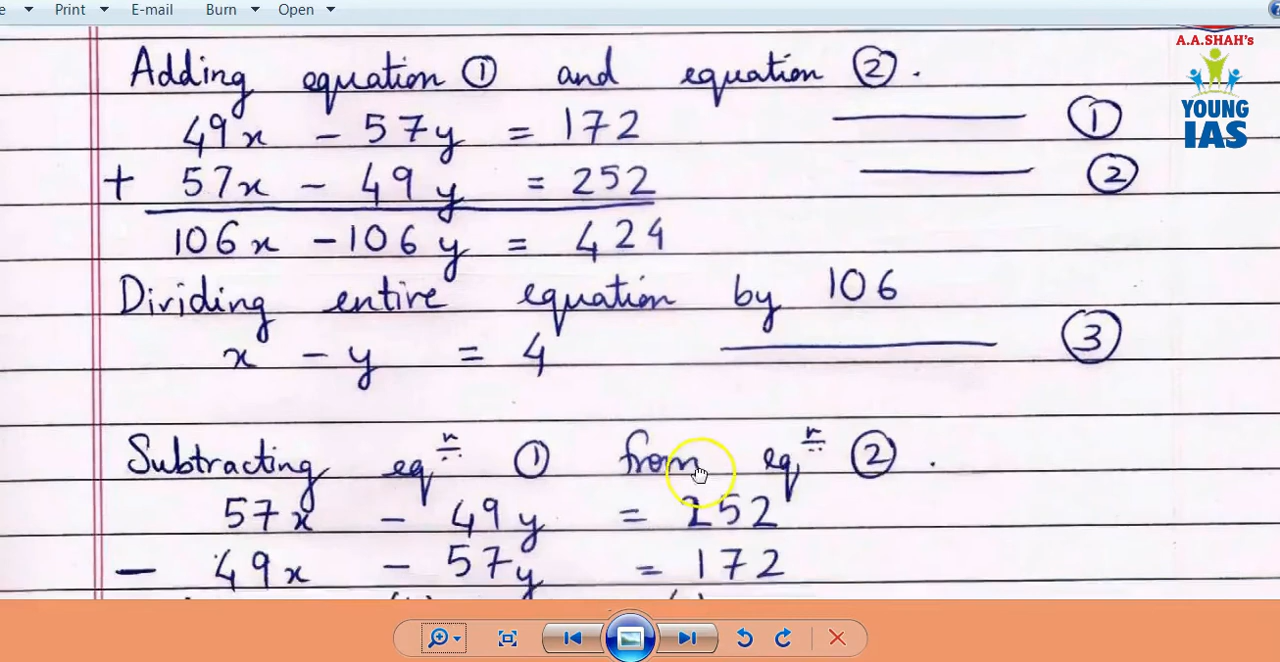 Print E-mail Burn Open
A.A.SHAH's
YOUNG
IAS
Adding equation ① and equation ②.
49x - 57y = 172 ①
+ 57x - 49y = 252 ②
106x - 106y = 424
Dividing entire equation by 106
x - y = 4 ③
Subtracting eqⁿ ① from eqⁿ ②.
57x - 49y = 252
- 49x - 57y = 172